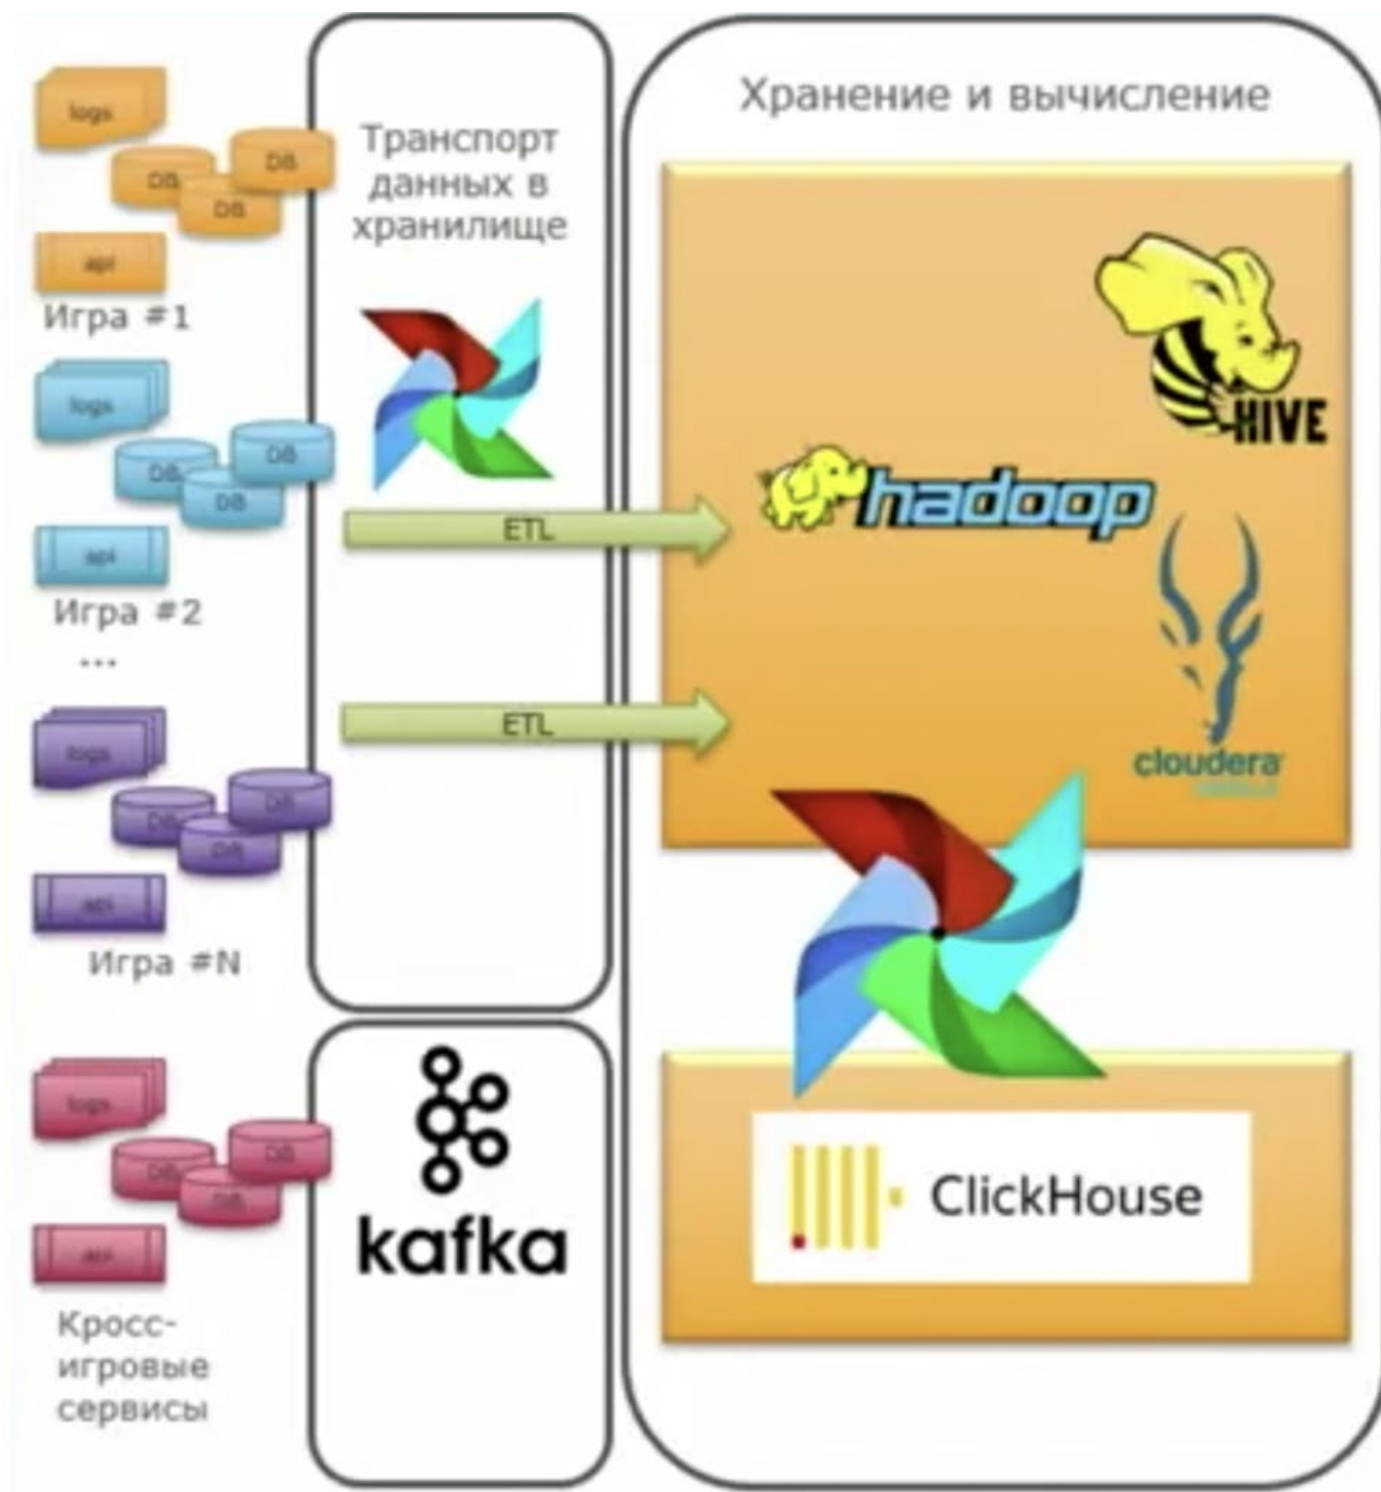 logs
DB
DB
DB
api
Игра #1
logs
DB
DB
DB
api
Игра #2
...
logs
DB
DB
DB
api
Игра #N
logs
DB
DB
DB
api
Кросс-
игровые
сервисы
Транспорт
данных в
хранилище
ETL
ETL
kafka
Хранение и вычисление
HIVE
hadoop
cloudera
ClickHouse